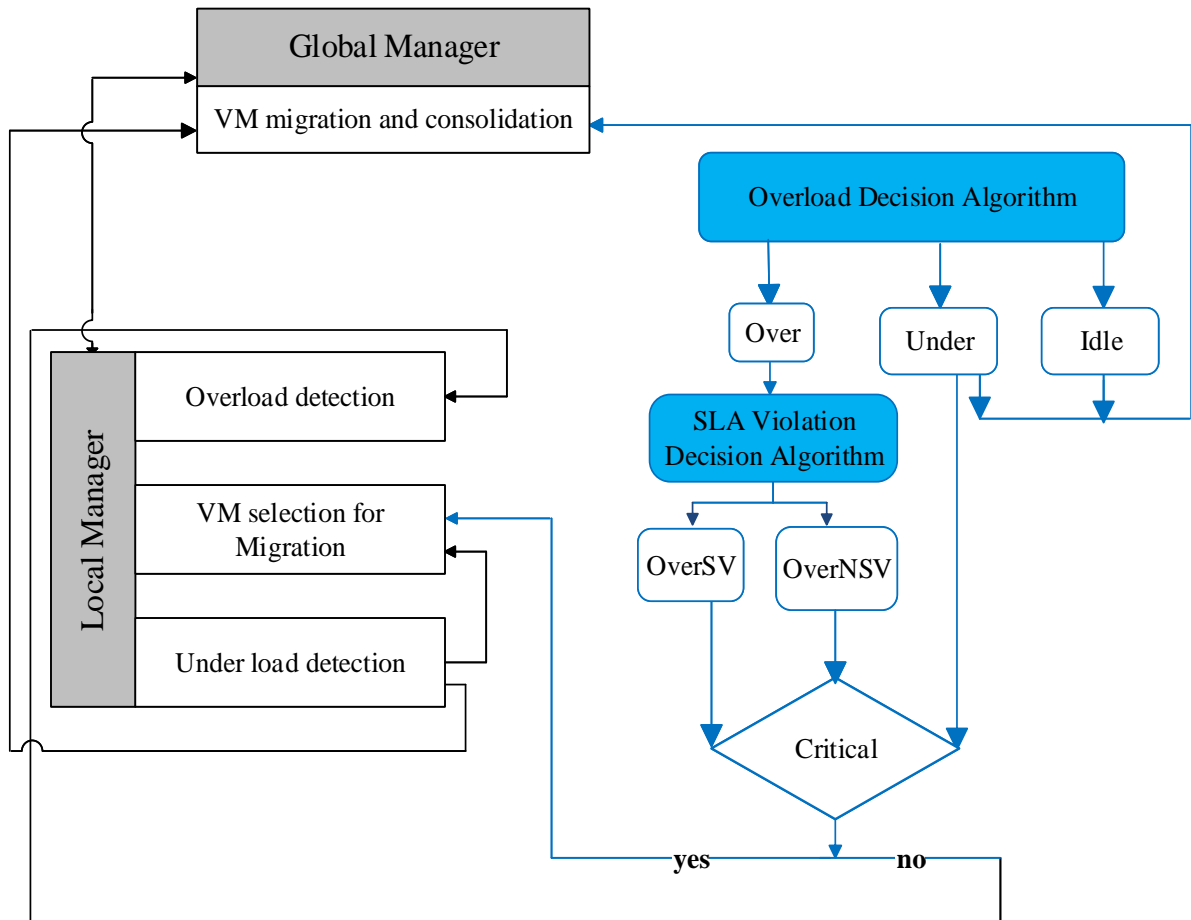 Global Manager
VM migration and consolidation
Overload Decision Algorithm
Over
Under
Idle
Local Manager
Overload detection
SLA Violation
Decision Algorithm
VM selection for
Migration
OverSV
OverNSV
Under load detection
Critical
yes
no